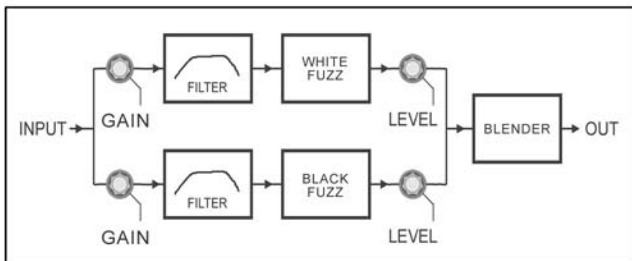 WHITE
FUZZ
FILTER
GAIN
LEVEL
INPUT
BLENDER
OUT
BLACK
FUZZ
FILTER
GAIN
LEVEL